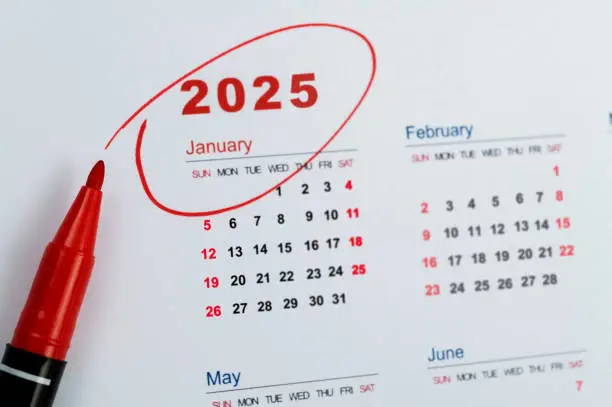 2025
January
SUN MON TUE WED THU FRI SAT
1 2 3 4
5 6 7 8 9 10 11
12 13 14 15 16 17 18
19 20 21 22 23 24 25
26 27 28 29 30 31
February
SUN MON TUE WED THU FRI SAT
1
2 3 4 5 6 7 8
9 10 11 12 13 14 15
16 17 18 19 20 21 22
23 24 25 26 27 28
May
SUN MON TUE WED THU FRI SAT
June
SUN MON TUE WED THU FRI SAT
7